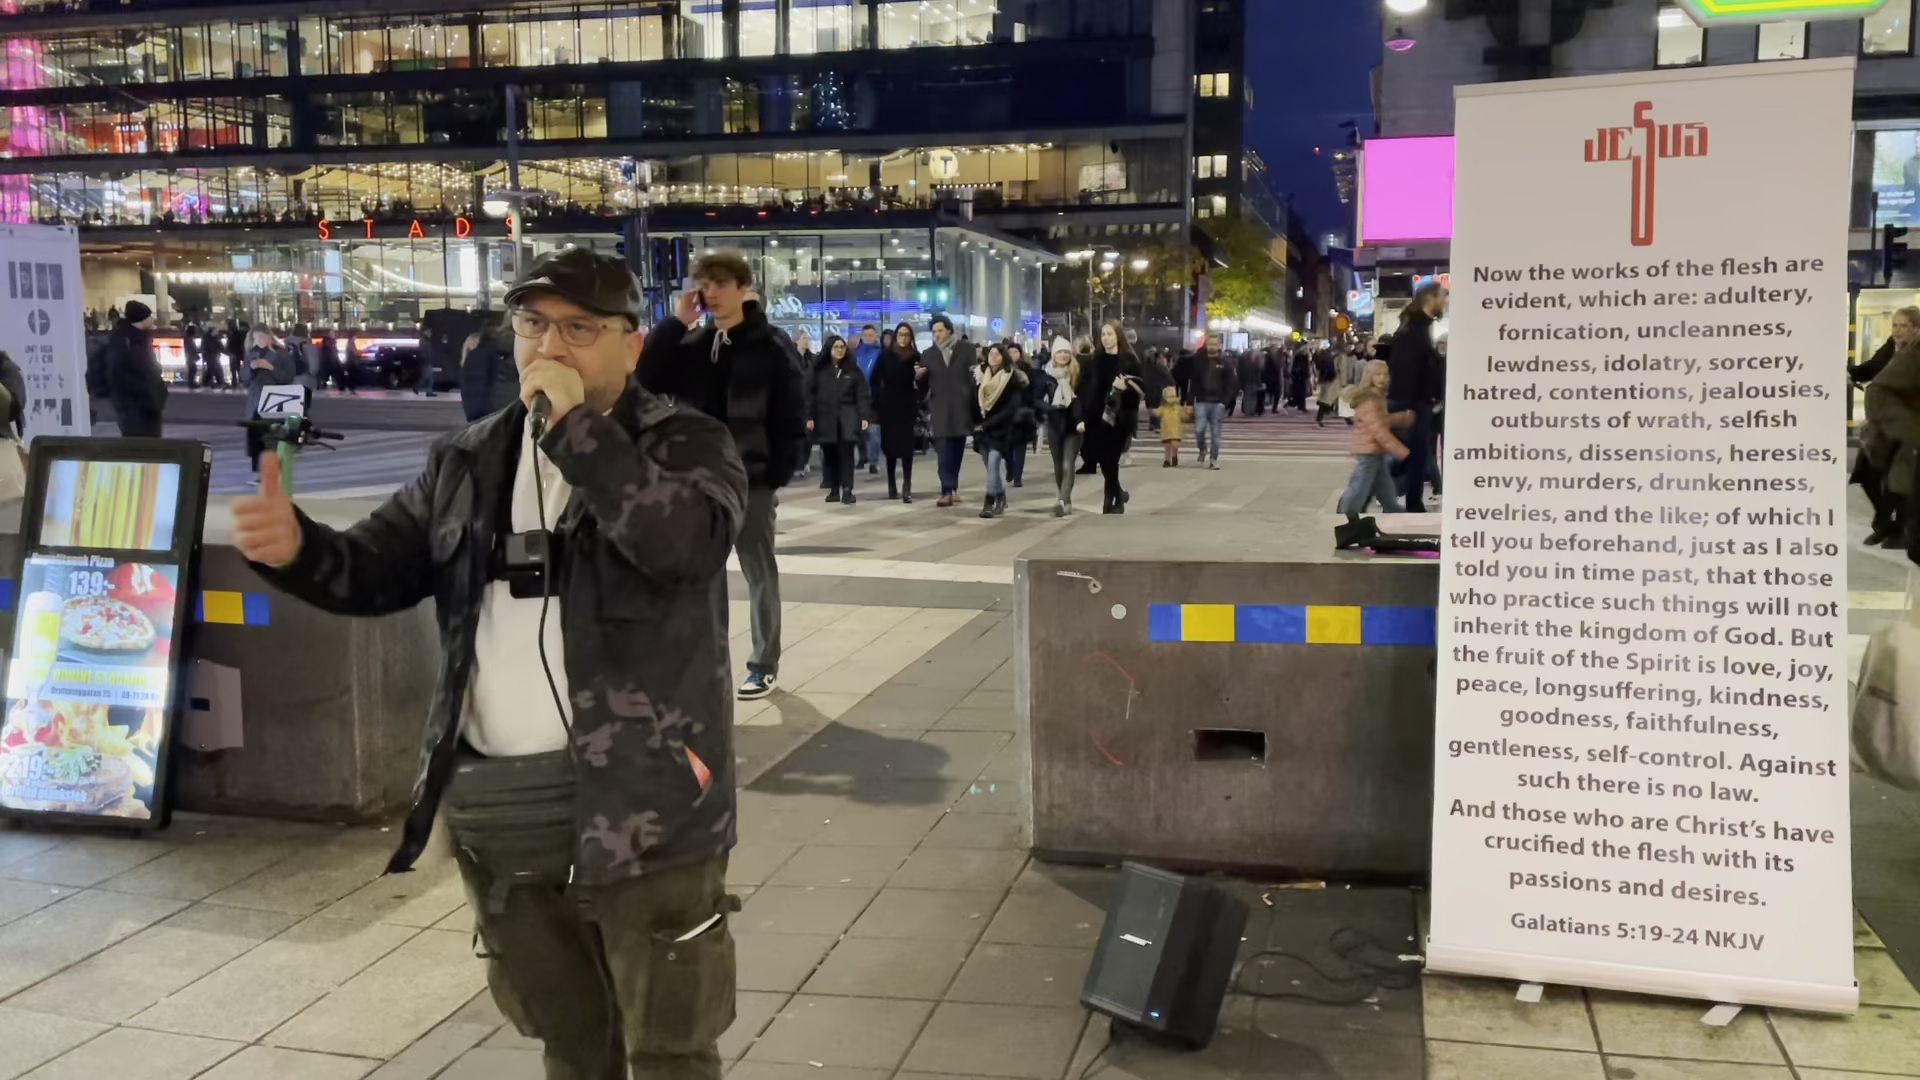 STADS
T
JESUS
Now the works of the flesh are
evident, which are: adultery,
fornication, uncleanness,
lewdness, idolatry, sorcery,
hatred, contentions, jealousies,
outbursts of wrath, selfish
ambitions, dissensions, heresies,
envy, murders, drunkenness,
revelries, and the like; of which I
tell you beforehand, just as I also
told you in time past, that those
who practice such things will not
inherit the kingdom of God. But
the fruit of the Spirit is love, joy,
peace, longsuffering, kindness,
goodness, faithfulness,
gentleness, self-control. Against
such there is no law.
And those who are Christ's have
crucified the flesh with its
passions and desires.
Galatians 5:19-24 NKJV
Pizza
139:-
219:-